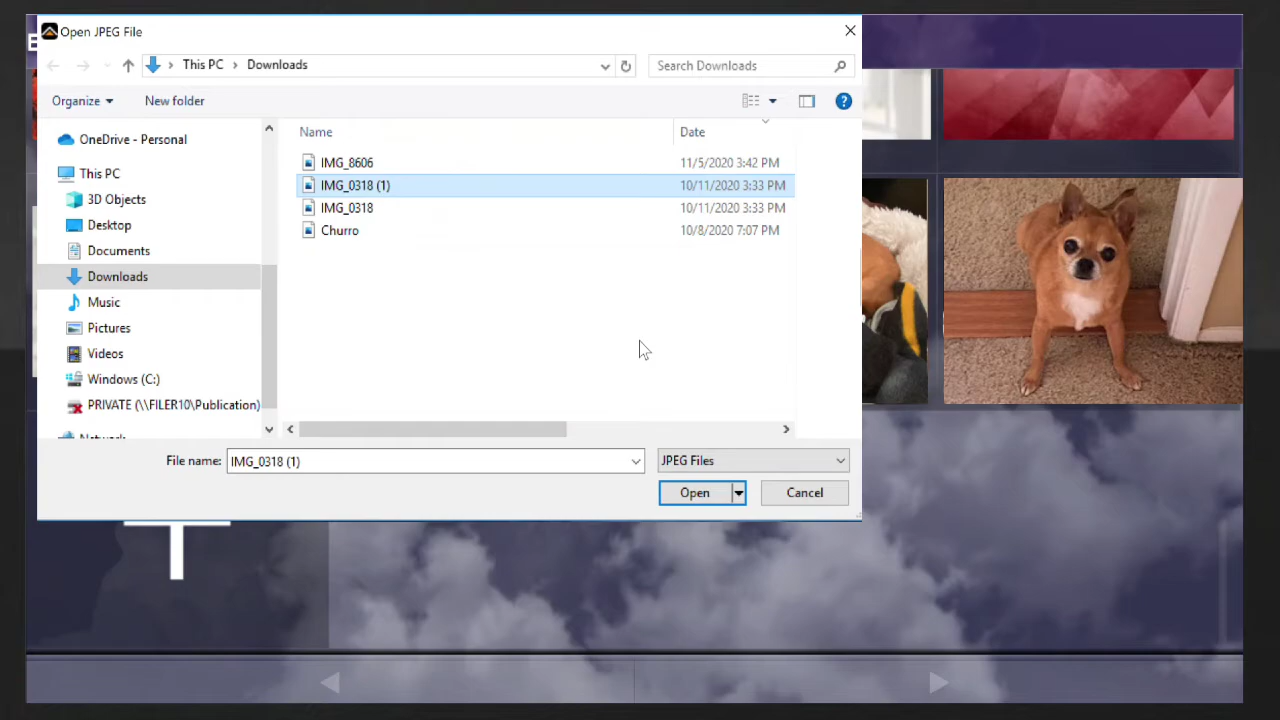 Open JPEG File
This PC
Downloads
Search Downloads
Organize
New folder
OneDrive - Personal
This PC
3D Objects
Desktop
Documents
Downloads
Music
Pictures
Videos
Windows (C:)
PRIVATE (\\FILER10\Publication)
Network
Name Date
IMG_8606 11/5/2020 3:42 PM
IMG_0318 (1) 10/11/2020 3:33 PM
IMG_0318 10/11/2020 3:33 PM
Churro 10/8/2020 7:07 PM
File name: IMG_0318 (1) JPEG Files
Open Cancel